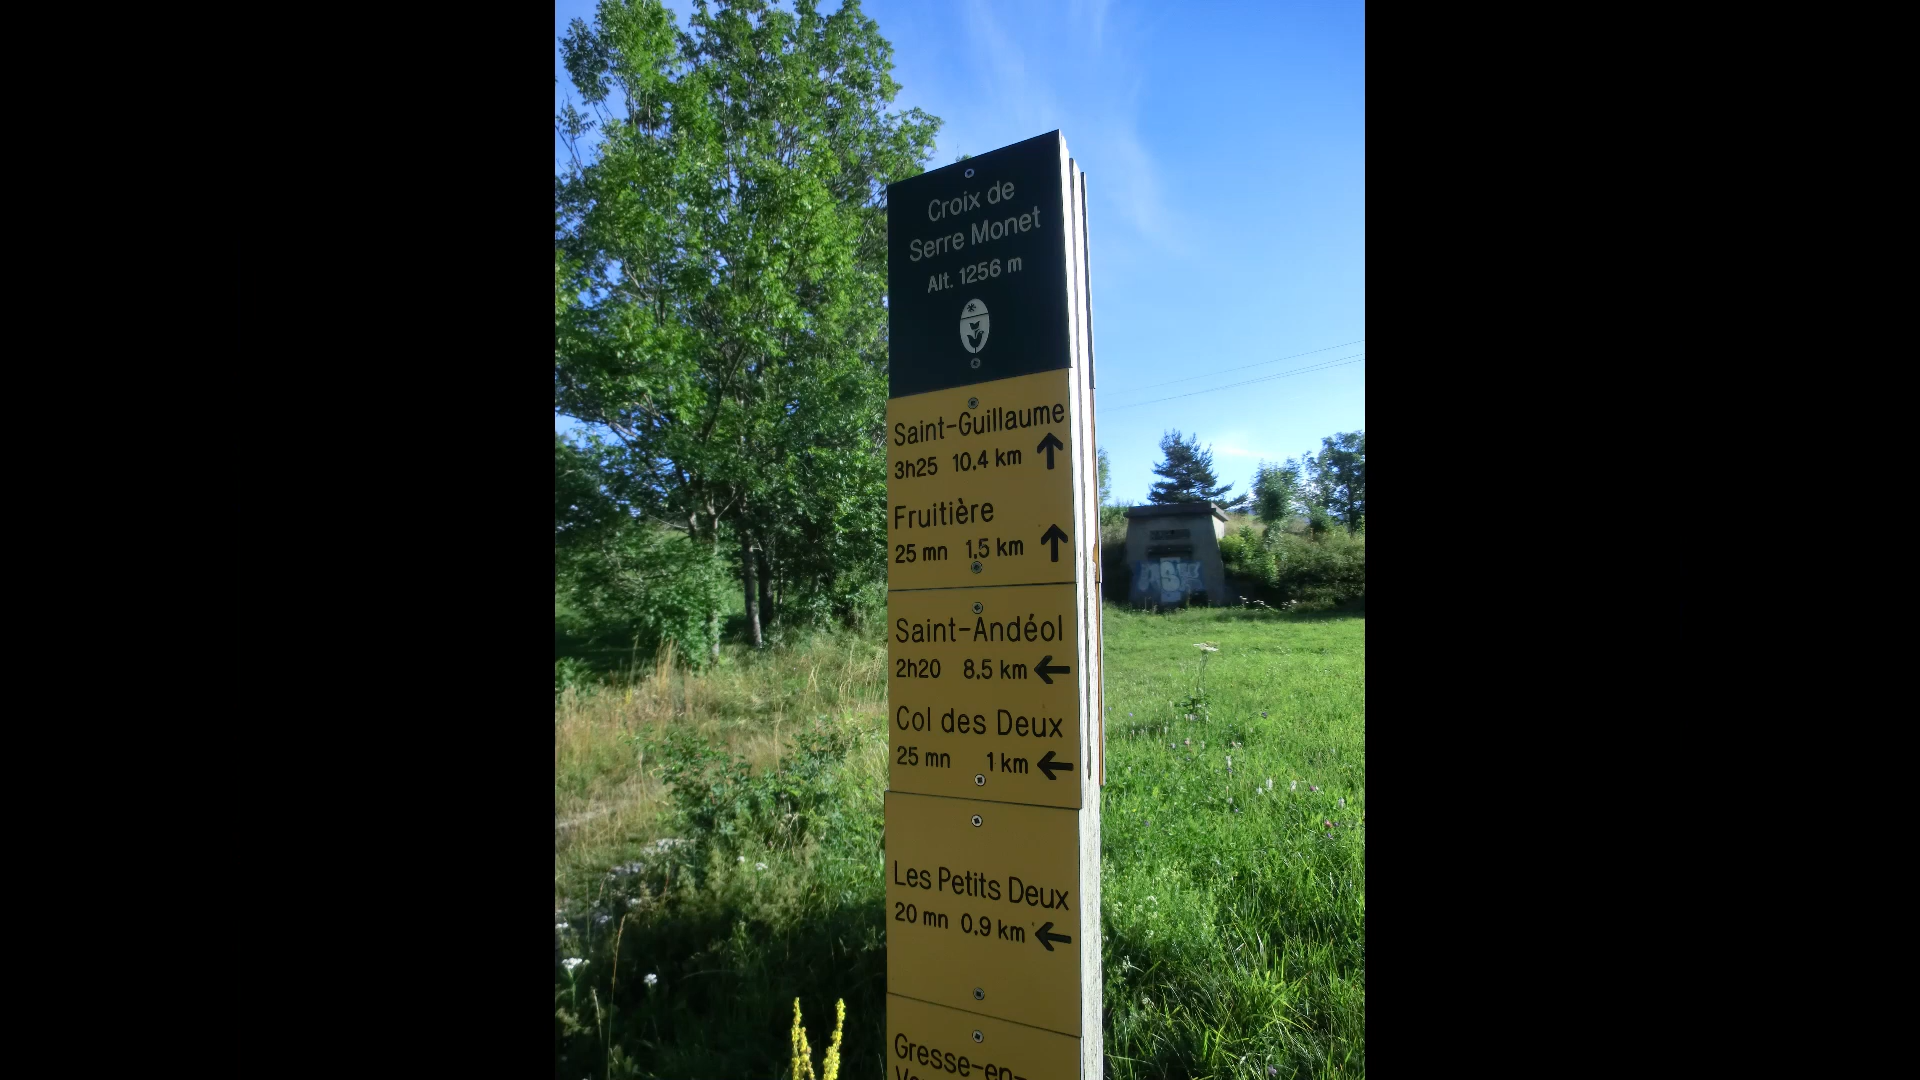 Croix de
Serre Monet
Alt. 1256 m
Saint-Guillaume
3h25 10.4 km ↑
Fruitière
25 mn 1.5 km ↑
Saint-Andéol
2h20 8.5 km ←
Col des Deux
25 mn 1 km ←
Les Petits Deux
20 mn 0.9 km ←
Gresse-en-